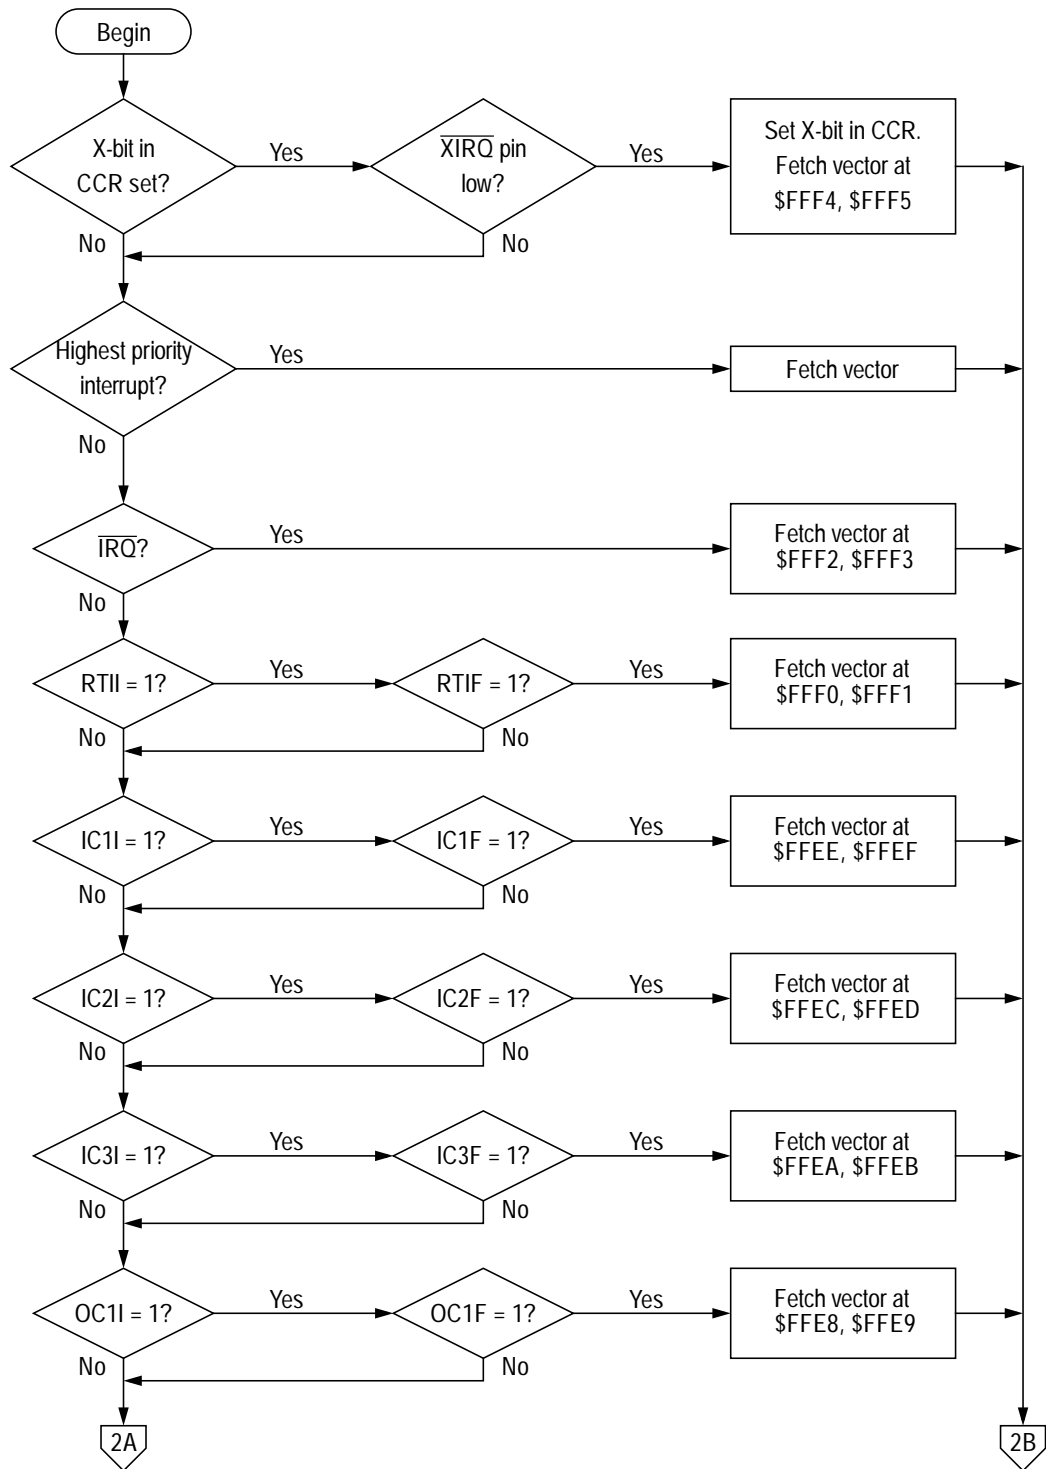 Begin
X-bit in
CCR set?
Yes
XIRQ pin
low?
Yes
Set X-bit in CCR.
Fetch vector at
$FFF4, $FFF5
No
No
Highest priority
interrupt?
Yes
Fetch vector
No
IRQ?
Yes
Fetch vector at
$FFF2, $FFF3
No
RTII = 1?
Yes
RTIF = 1?
Yes
Fetch vector at
$FFF0, $FFF1
No
No
IC1I = 1?
Yes
IC1F = 1?
Yes
Fetch vector at
$FFEE, $FFEF
No
No
IC2I = 1?
Yes
IC2F = 1?
Yes
Fetch vector at
$FFEC, $FFED
No
No
IC3I = 1?
Yes
IC3F = 1?
Yes
Fetch vector at
$FFEA, $FFEB
No
No
OC1I = 1?
Yes
OC1F = 1?
Yes
Fetch vector at
$FFE8, $FFE9
No
No
2A
2B